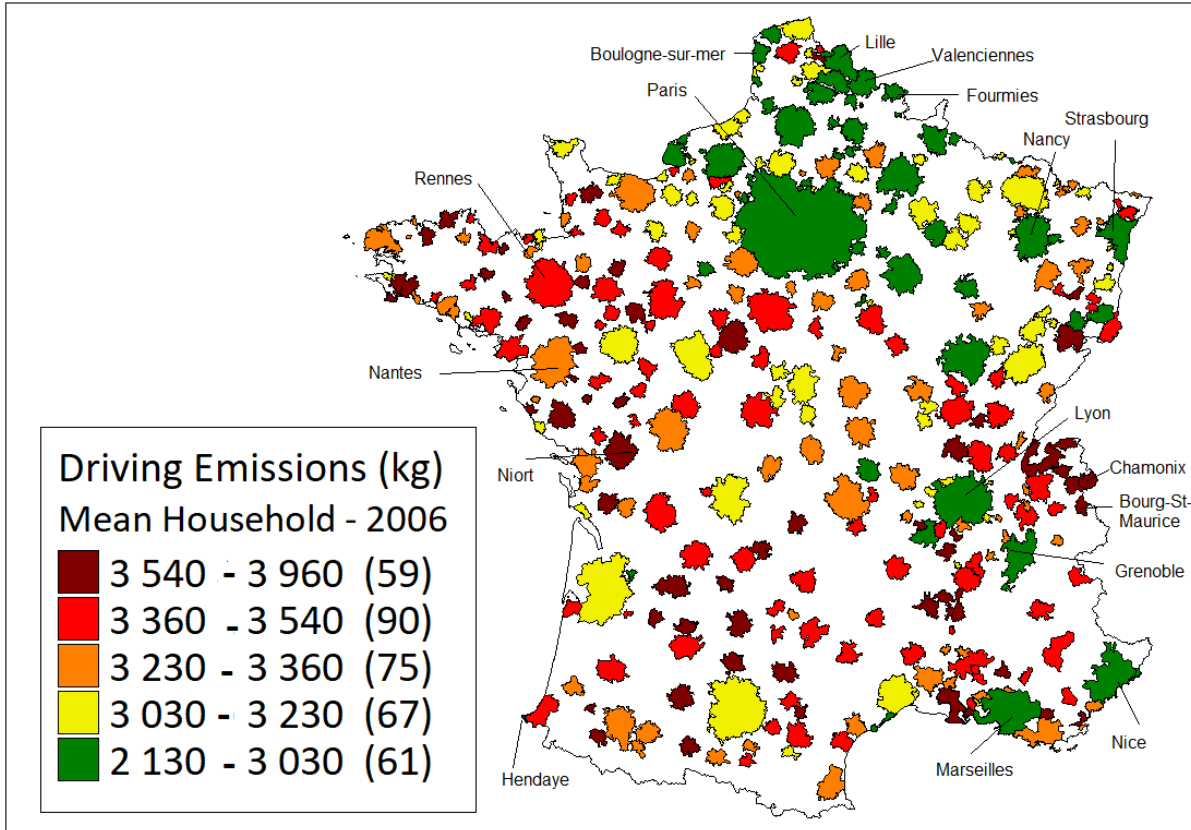 Lille
Boulogne-sur-mer
Valenciennes
Paris
Fourmies
Strasbourg
Nancy
Rennes
Nantes
Lyon
Niort
Chamonix
Bourg-St-
Maurice
Grenoble
Nice
Marseilles
Hendaye
Driving Emissions (kg)
Mean Household - 2006
3 540 - 3 960 (59)
3 360 - 3 540 (90)
3 230 - 3 360 (75)
3 030 - 3 230 (67)
2 130 - 3 030 (61)